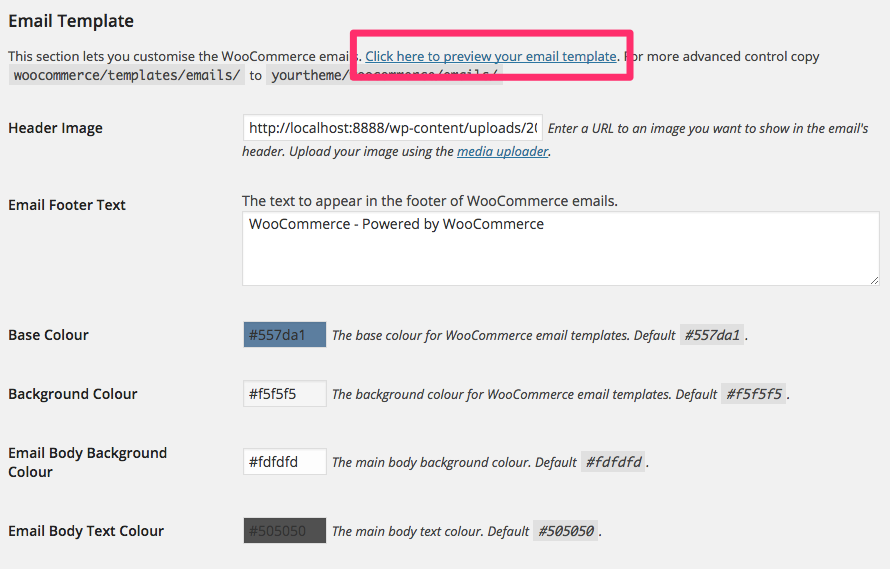 Email Template
This section lets you customise the WooCommerce emails. Click here to preview your email template. For more advanced control copy
woocommerce/templates/emails/ to yourtheme/woocommerce/emails/.
Header Image
http://localhost:8888/wp-content/uploads/20 Enter a URL to an image you want to show in the email's
header. Upload your image using the media uploader.
Email Footer Text
The text to appear in the footer of WooCommerce emails.
WooCommerce - Powered by WooCommerce
Base Colour
#557da1 The base colour for WooCommerce email templates. Default #557da1.
Background Colour
#f5f5f5 The background colour for WooCommerce email templates. Default #f5f5f5.
Email Body Background
Colour
#fdfdfd The main body background colour. Default #fdfdfd.
Email Body Text Colour
#505050 The main body text colour. Default #505050.